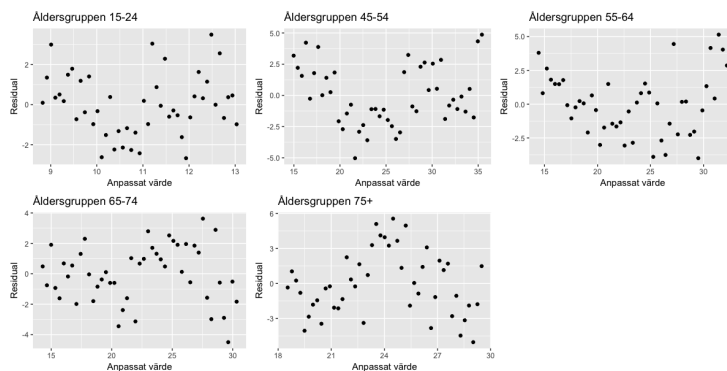 Åldersgruppen 15-24
Residual
2
0
-2
9
10
11
12
13
Anpassat värde
Åldersgruppen 45-54
Residual
5.0
2.5
0.0
-2.5
-5.0
15
20
25
30
35
Anpassat värde
Åldersgruppen 55-64
Residual
5.0
2.5
0.0
-2.5
15
20
25
30
Anpassat värde
Åldersgruppen 65-74
Residual
4
2
0
-2
-4
15
20
25
30
Anpassat värde
Åldersgruppen 75+
Residual
6
3
0
-3
18
21
24
27
30
Anpassat värde